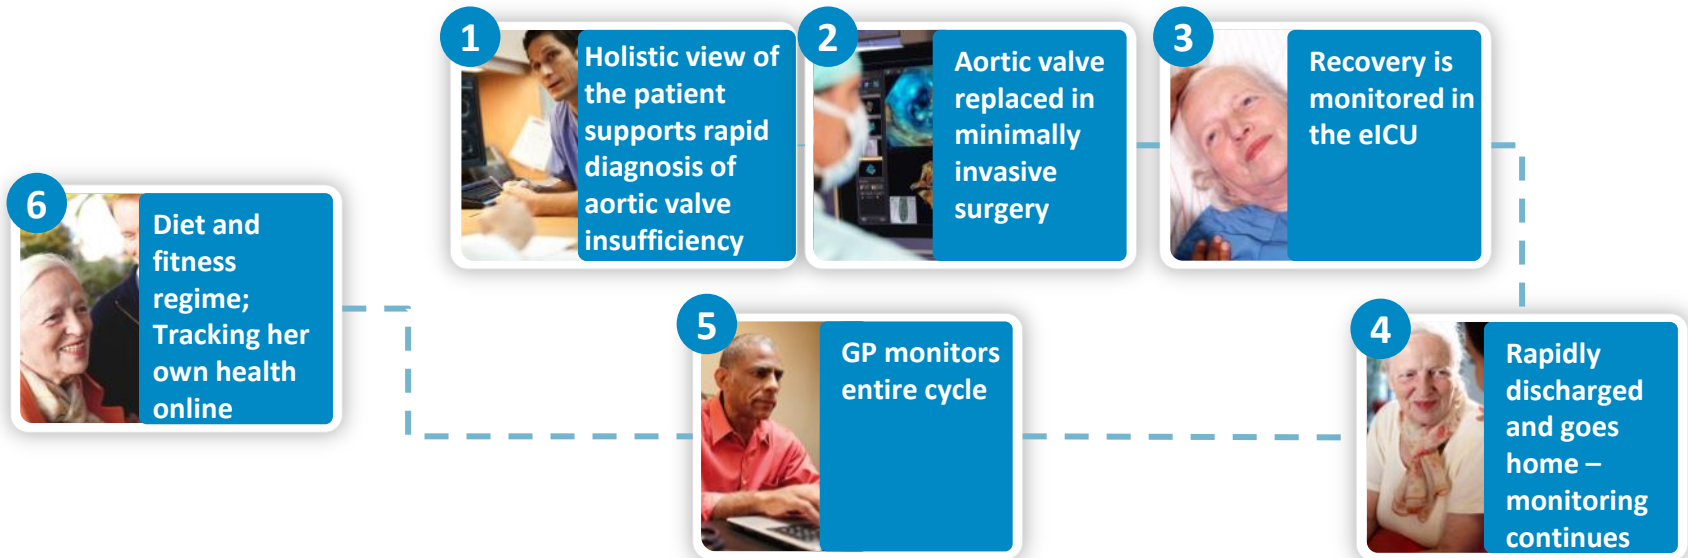 1
Holistic view of
the patient
supports rapid
diagnosis of
aortic valve
insufficiency
2
Aortic valve
replaced in
minimally
invasive
surgery
3
Recovery is
monitored in
the eICU
4
Rapidly
discharged
and goes
home –
monitoring
continues
5
GP monitors
entire cycle
6
Diet and
fitness
regime;
Tracking her
own health
online